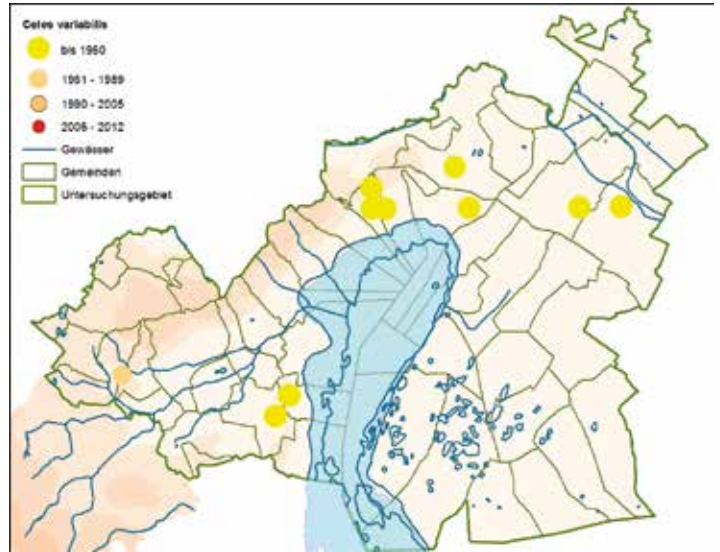 Celes variabilis
bis 1960
1961 - 1989
1990 - 2005
2006 - 2012
Gewässer
Gemeinden
Untersuchungsgebiet